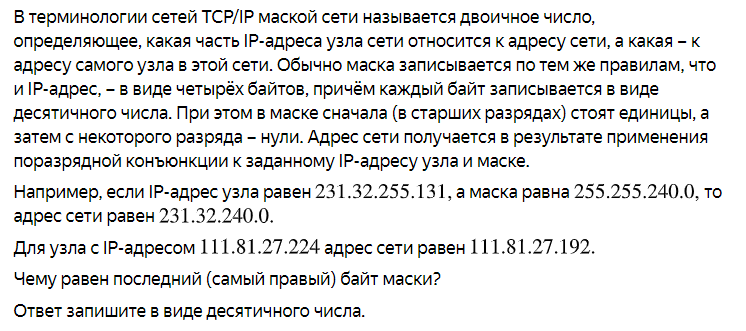 В терминологии сетей TCP/IP маской сети называется двоичное число,
определяющее, какая часть IP-адреса узла сети относится к адресу сети, а какая – к
адресу самого узла в этой сети. Обычно маска записывается по тем же правилам, что
и IP-адрес, – в виде четырёх байтов, причём каждый байт записывается в виде
десятичного числа. При этом в маске сначала (в старших разрядах) стоят единицы, а
затем с некоторого разряда – нули. Адрес сети получается в результате применения
поразрядной конъюнкции к заданному IP-адресу узла и маске.
Например, если IP-адрес узла равен 231.32.255.131, а маска равна 255.255.240.0, то
адрес сети равен 231.32.240.0.
Для узла с IP-адресом 111.81.27.224 адрес сети равен 111.81.27.192.
Чему равен последний (самый правый) байт маски?
Ответ запишите в виде десятичного числа.